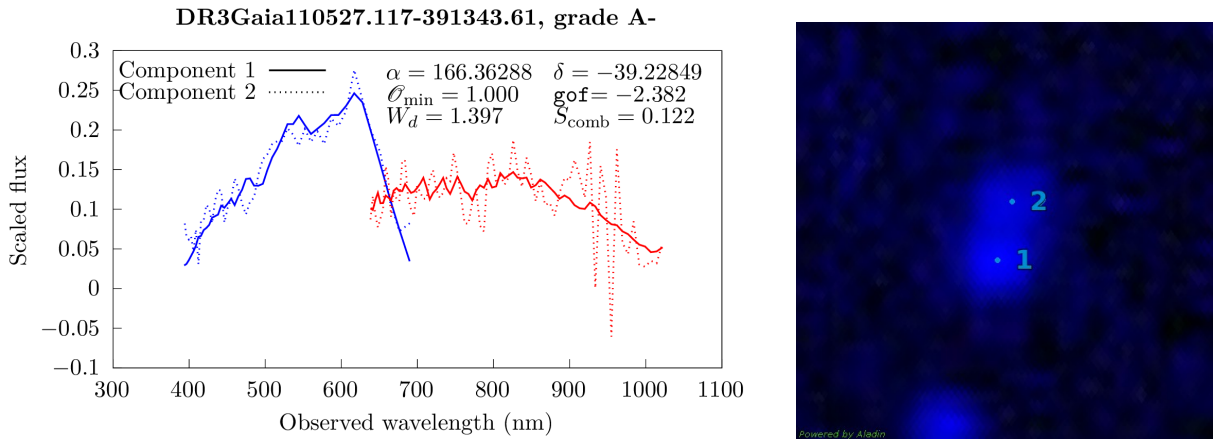 DR3Gaia110527.117-391343.61, grade A-
Component 1
Component 2
α = 166.36288 δ = −39.22849
𝒪min = 1.000 gof= −2.382
Wd = 1.397 Scomb = 0.122
0.3
0.25
0.2
0.15
0.1
0.05
0
−0.05
−0.1
300 400 500 600 700 800 900 1000 1100
Scaled flux
Observed wavelength (nm)
2
1
Powered by Aladin